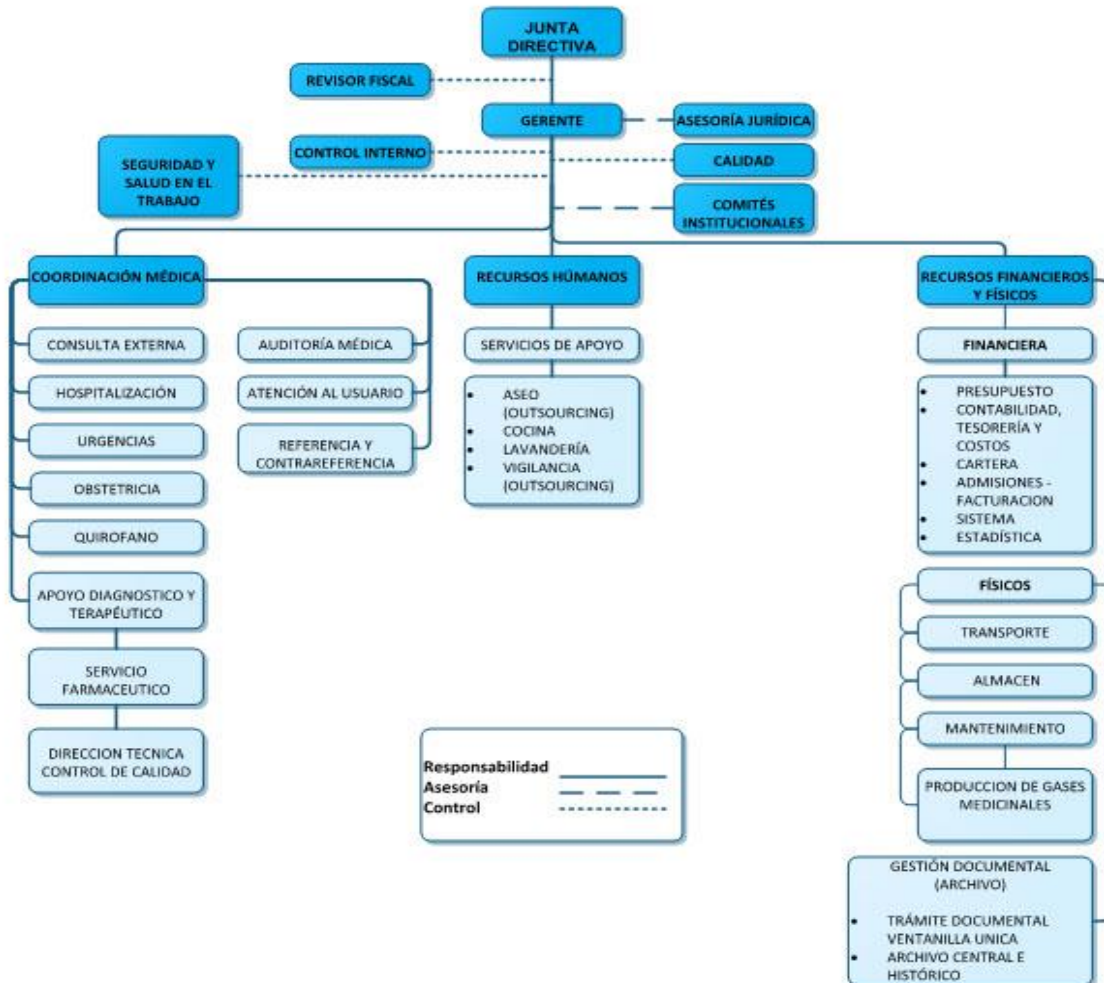 JUNTA
DIRECTIVA
REVISOR FISCAL
GERENTE
ASESORÍA JURÍDICA
CONTROL INTERNO
CALIDAD
SEGURIDAD Y
SALUD EN EL
TRABAJO
COMITÉS
INSTITUCIONALES
COORDINACIÓN MÉDICA
CONSULTA EXTERNA
HOSPITALIZACIÓN
URGENCIAS
OBSTETRICIA
QUIROFANO
APOYO DIAGNOSTICO Y
TERAPÉUTICO
SERVICIO
FARMACEUTICO
DIRECCION TECNICA
CONTROL DE CALIDAD
AUDITORÍA MÉDICA
ATENCIÓN AL USUARIO
REFERENCIA Y
CONTRAREFERENCIA
RECURSOS HÚMANOS
SERVICIOS DE APOYO
• ASEO
(OUTSOURCING)
• COCINA
• LAVANDERÍA
• VIGILANCIA
(OUTSOURCING)
RECURSOS FINANCIEROS
Y FÍSICOS
FINANCIERA
• PRESUPUESTO
• CONTABILIDAD,
TESORERÍA Y
COSTOS
• CARTERA
• ADMISIONES -
FACTURACION
• SISTEMA
• ESTADÍSTICA
FÍSICOS
TRANSPORTE
ALMACEN
MANTENIMIENTO
PRODUCCION DE GASES
MEDICINALES
GESTIÓN DOCUMENTAL
(ARCHIVO)
• TRÁMITE DOCUMENTAL
VENTANILLA UNICA
• ARCHIVO CENTRAL E
HISTÓRICO
Responsabilidad
Asesoría
Control